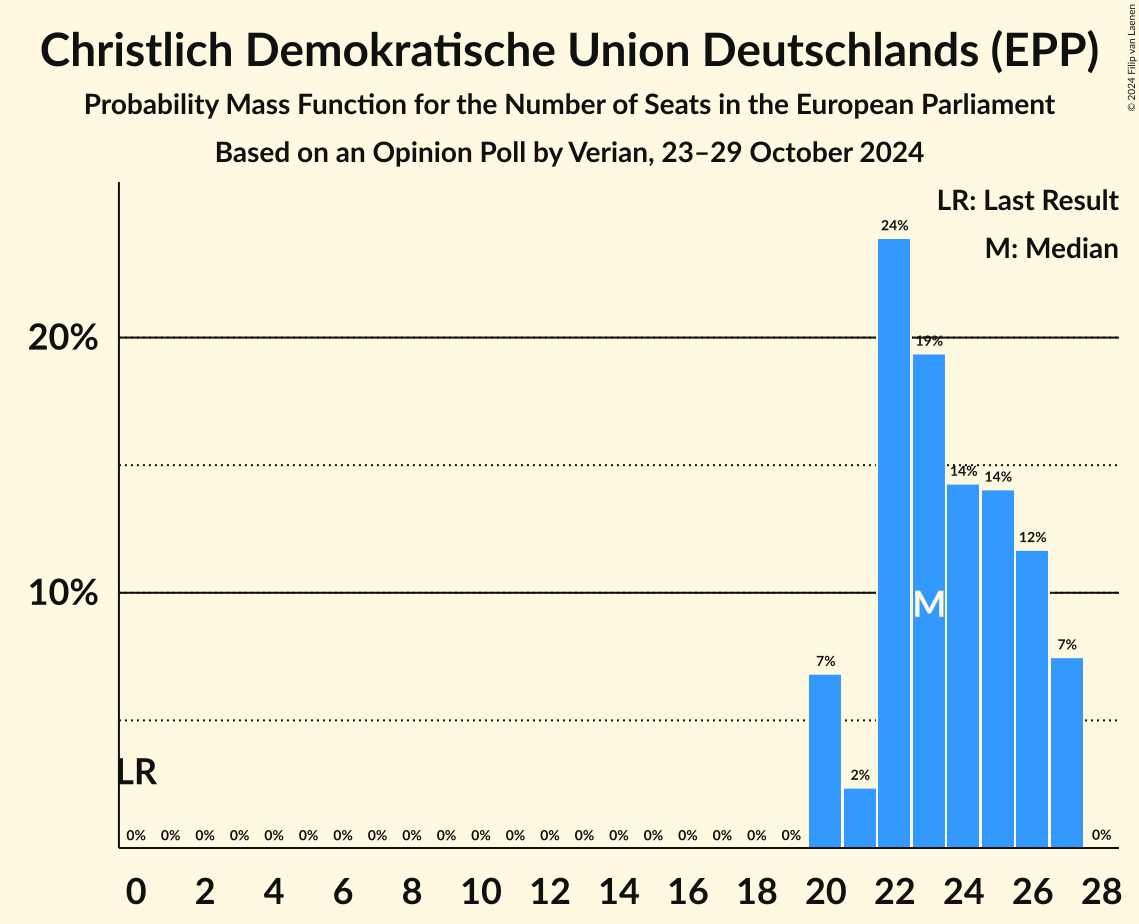 Christlich Demokratische Union Deutschlands (EPP)
Probability Mass Function for the Number of Seats in the European Parliament
Based on an Opinion Poll by Verian, 23–29 October 2024
© 2024 Filip van Laenen
LR: Last Result
M: Median
24%
20%
19%
14% 14%
12%
10%
M
7%
7%
LR
2%
0% 0% 0% 0% 0% 0% 0% 0% 0% 0% 0% 0% 0% 0% 0% 0% 0% 0% 0% 0% 0%
0 2 4 6 8 10 12 14 16 18 20 22 24 26 28